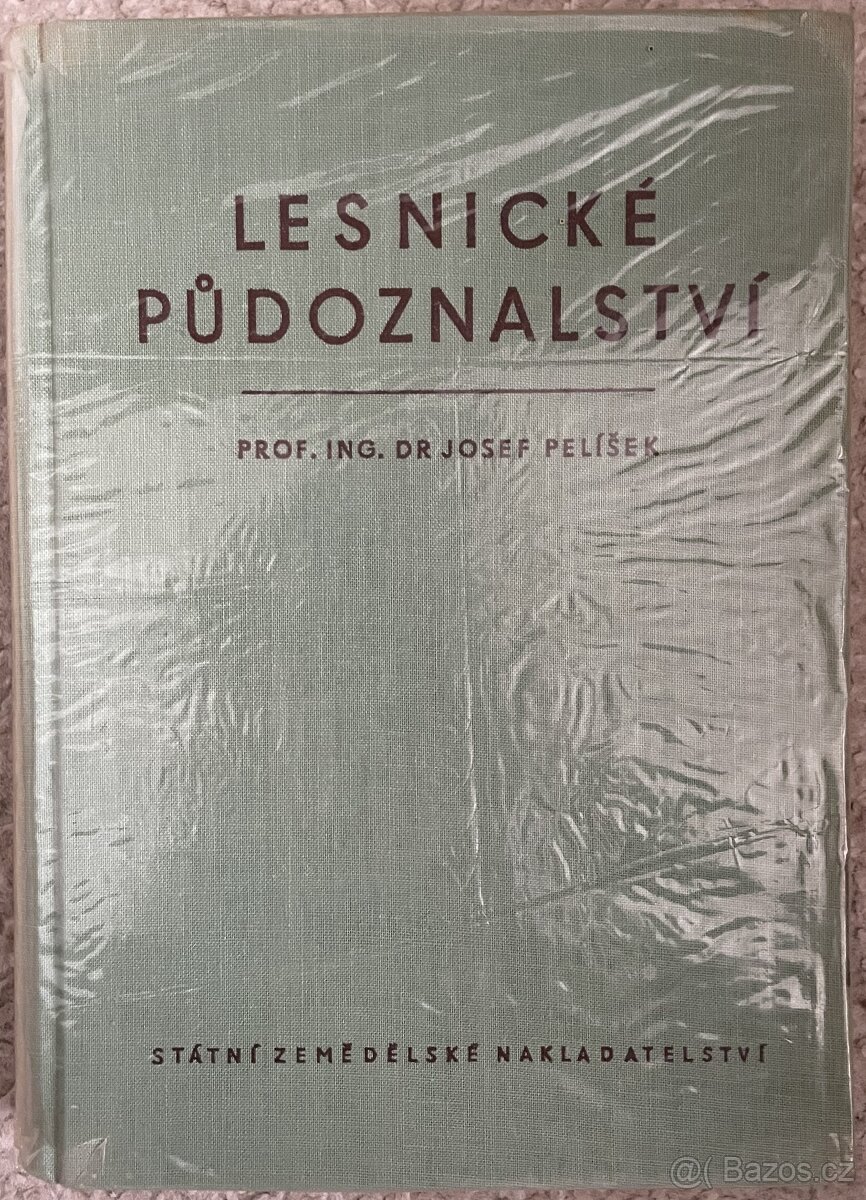 LESNICKÉ
PŮDOZNALSTVÍ
PROF. ING. DR JOSEF PELÍŠEK
STÁTNÍ ZEMĚDĚLSKÉ NAKLADATELSTVÍ
@( Bazos.cz